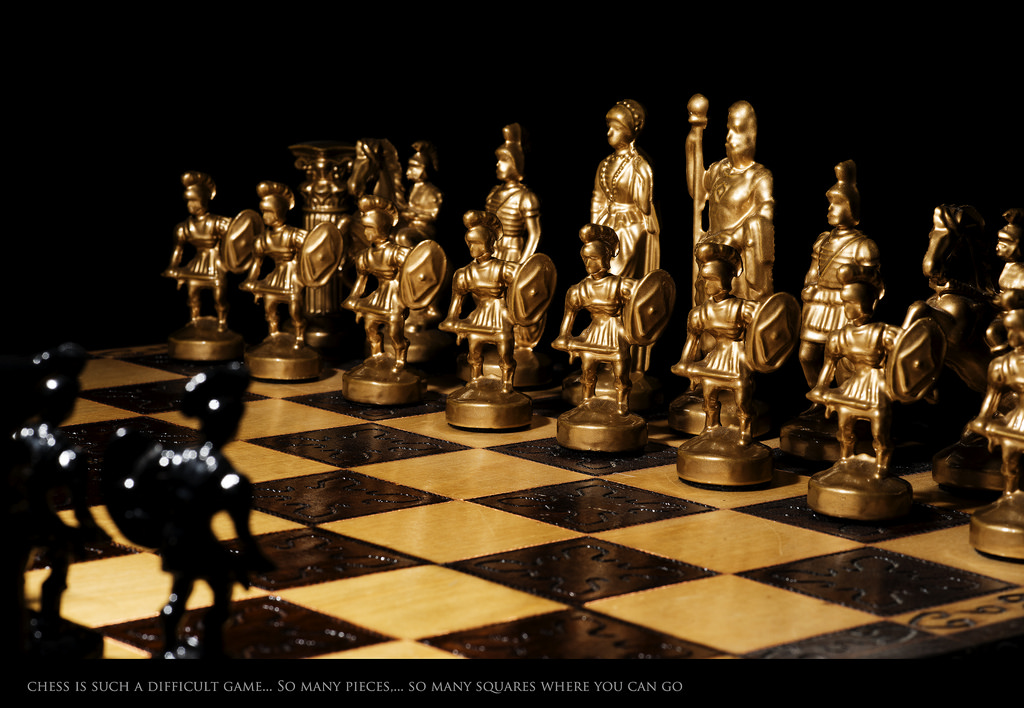 chess is such a difficult game... So many pieces,... so many squares where you can go